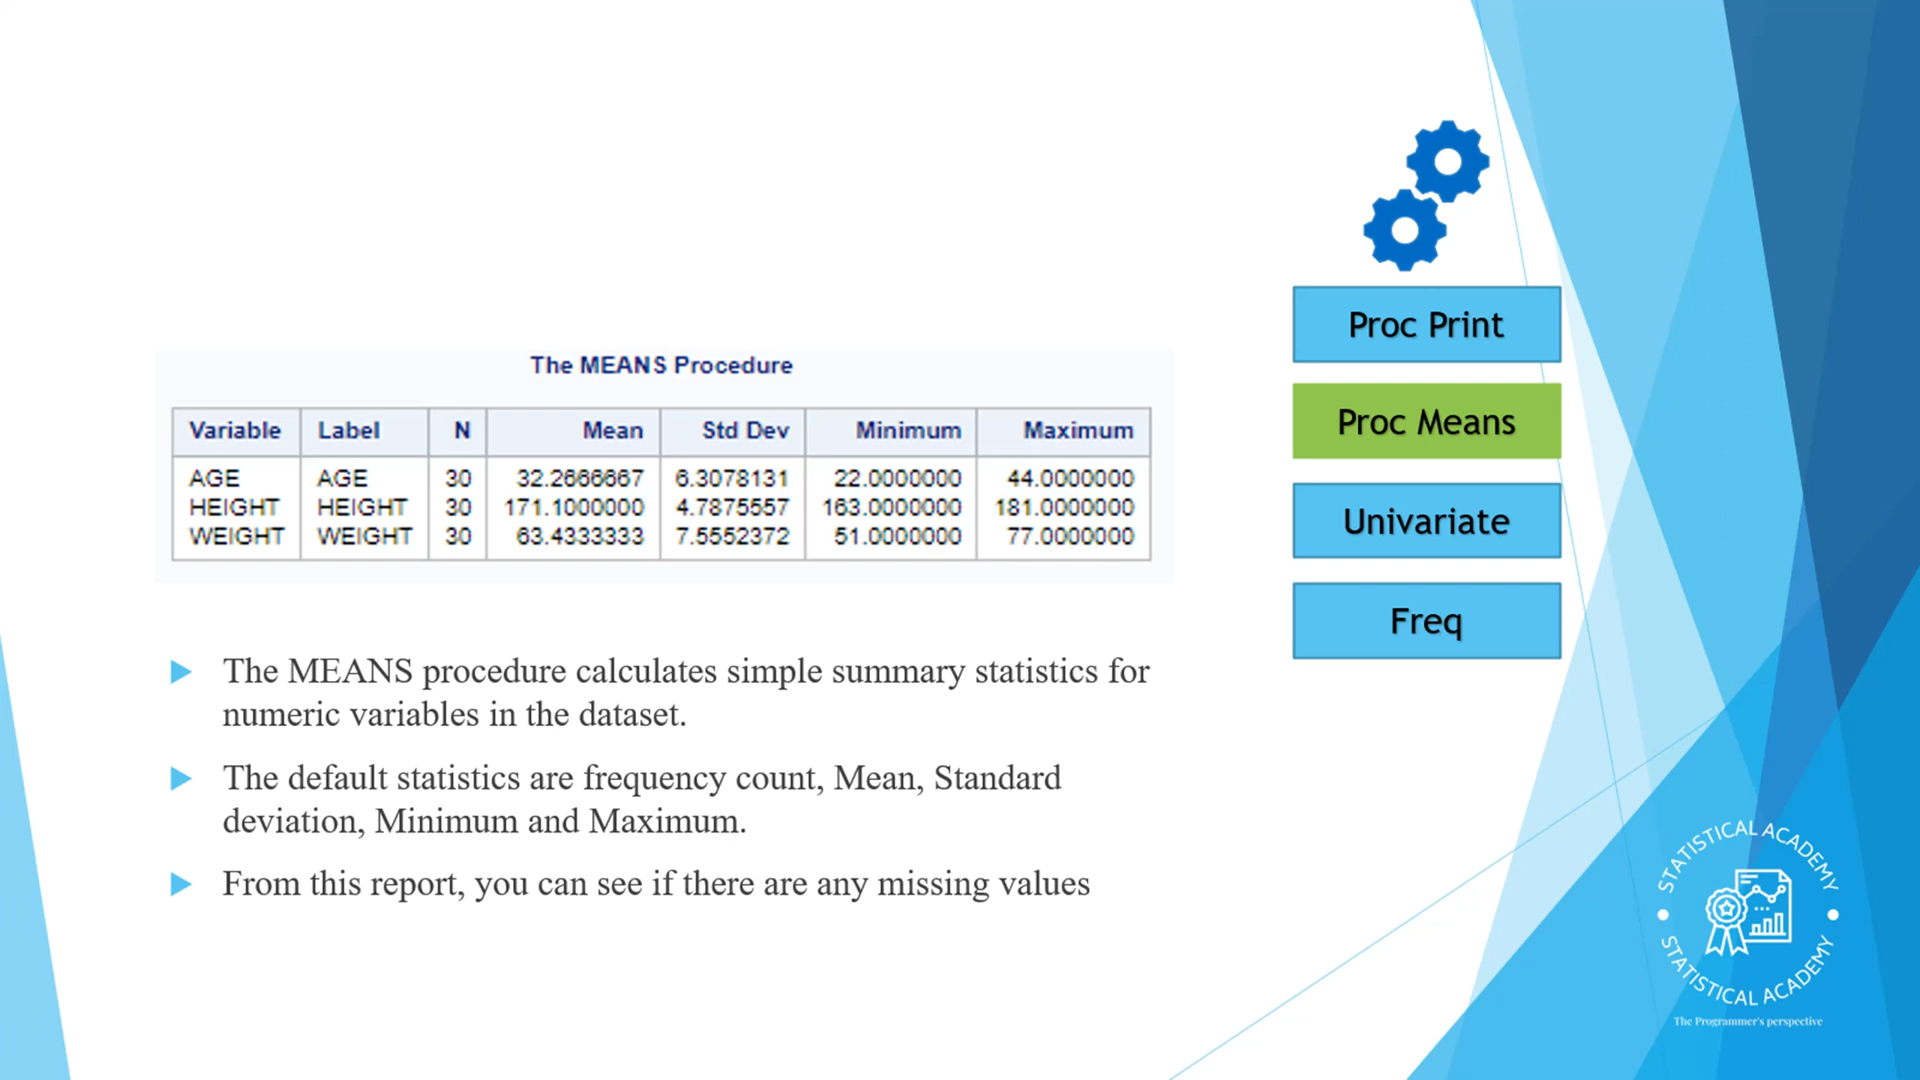 The MEANS Procedure
Variable Label N Mean Std Dev Minimum Maximum
AGE AGE 30 32.2666667 6.3078131 22.0000000 44.0000000
HEIGHT HEIGHT 30 171.1000000 4.7875557 163.0000000 181.0000000
WEIGHT WEIGHT 30 63.4333333 7.5552372 51.0000000 77.0000000
The MEANS procedure calculates simple summary statistics for
numeric variables in the dataset.
The default statistics are frequency count, Mean, Standard
deviation, Minimum and Maximum.
From this report, you can see if there are any missing values
Proc Print
Proc Means
Univariate
Freq
STATISTICAL ACADEMY
STATISTICAL ACADEMY
The Programmer's perspective